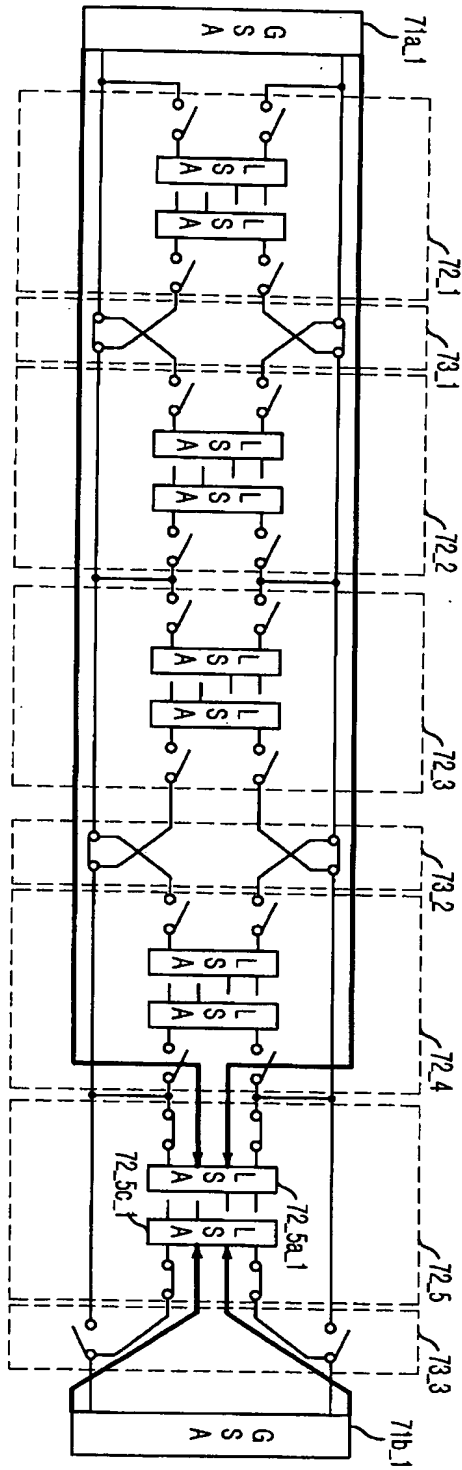 71a_1
G S A
72_1
L S A
L S A
73_1
72_2
L S A
L S A
72_3
L S A
L S A
73_2
72_4
L S A
L S A
72_5
72_5a_1
L S A
72_5c_1
L S A
73_3
71b_1
G S A